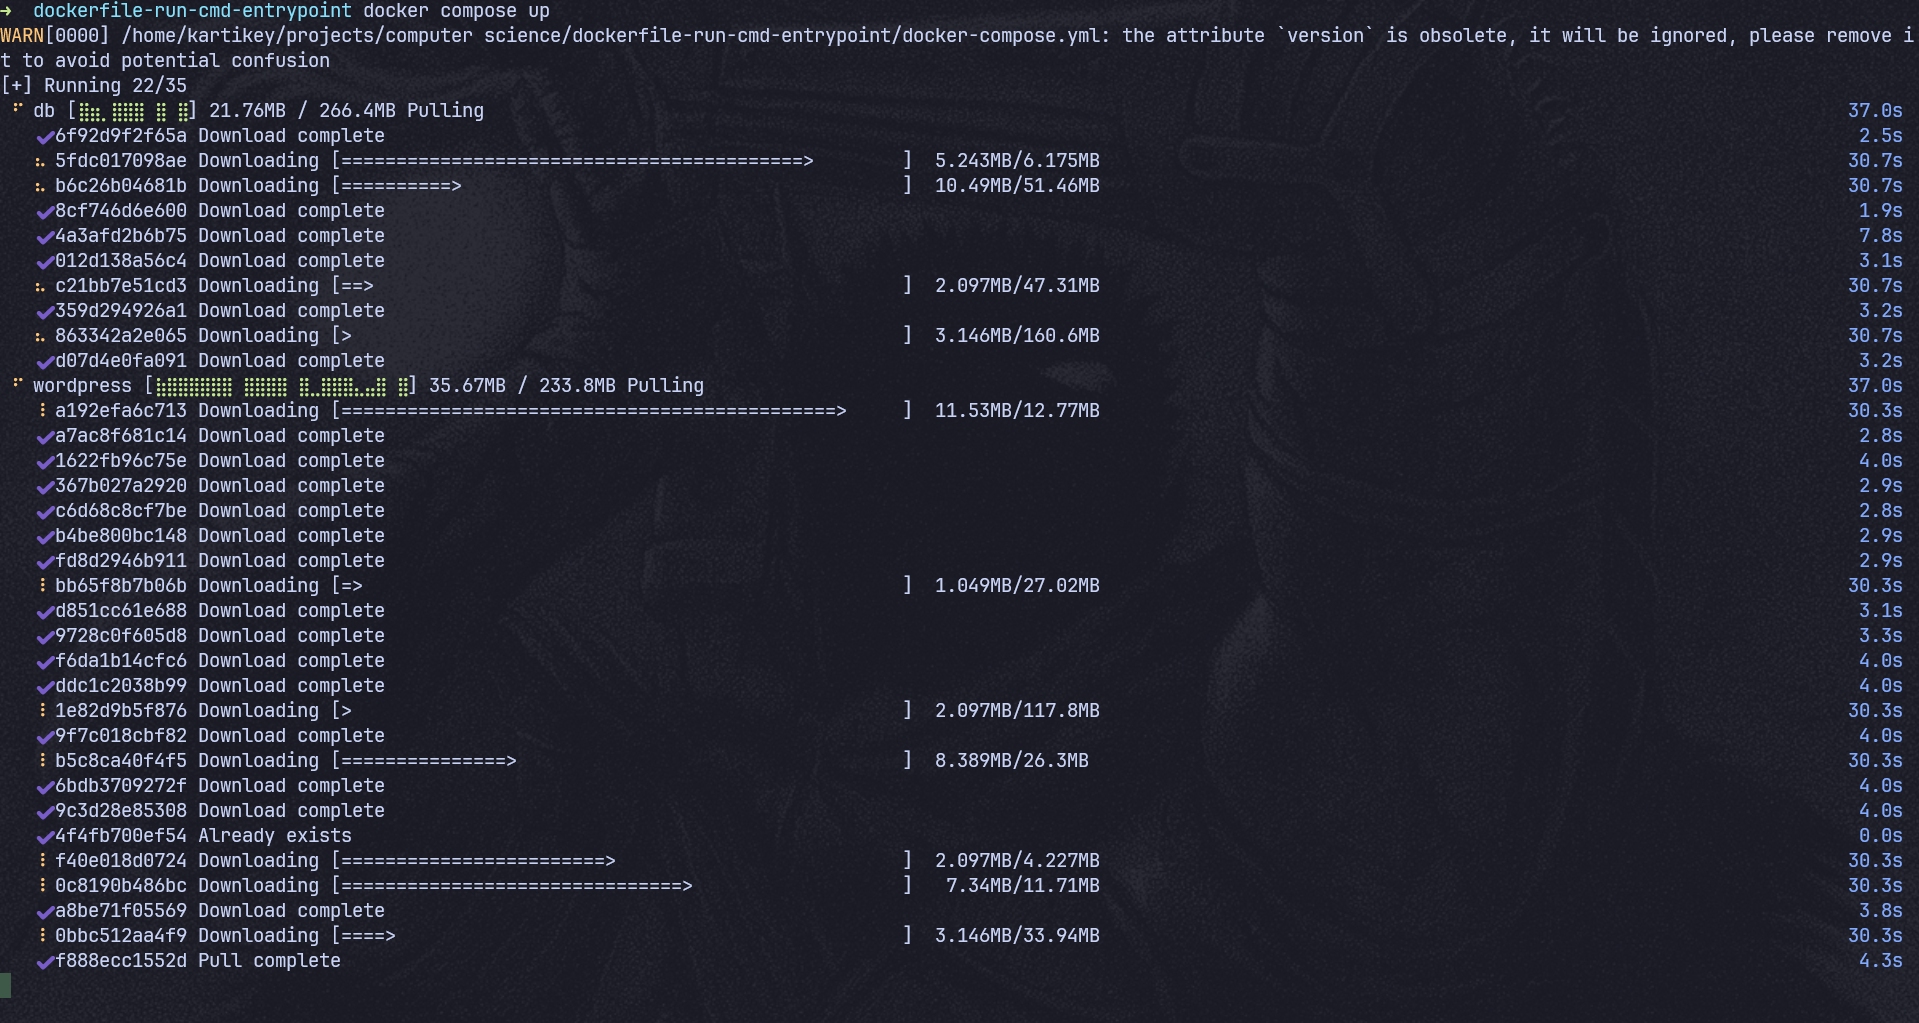 →  dockerfile-run-cmd-entrypoint docker compose up
WARN[0000] /home/kartikey/projects/computer science/dockerfile-run-cmd-entrypoint/docker-compose.yml: the attribute `version` is obsolete, it will be ignored, please remove i
t to avoid potential confusion
[+] Running 22/35
db [⣷⣦⡀⣿⣿⣿ ⣿ ⣿] 21.76MB / 266.4MB Pulling 37.0s
✔6f92d9f2f65a Download complete 2.5s
5fdc017098ae Downloading [==========================================>        ] 5.243MB/6.175MB 30.7s
b6c26b04681b Downloading [==========>                                        ] 10.49MB/51.46MB 30.7s
✔8cf746d6e600 Download complete 1.9s
✔4a3afd2b6b75 Download complete 7.8s
✔012d138a56c4 Download complete 3.1s
c21bb7e51cd3 Downloading [==>                                                ] 2.097MB/47.31MB 30.7s
✔359d294926a1 Download complete 3.2s
863342a2e065 Downloading [>                                                  ] 3.146MB/160.6MB 30.7s
✔d07d4e0fa091 Download complete 3.2s
wordpress [⣷⣿⣿⣿⣿⣿⣿ ⣿⣿⣿⣿ ⣿⣀⣿⣿⣿⣄⣀⣿ ⣿] 35.67MB / 233.8MB Pulling 37.0s
a192efa6c713 Downloading [=============================================>     ] 11.53MB/12.77MB 30.3s
✔a7ac8f681c14 Download complete 2.8s
✔1622fb96c75e Download complete 4.0s
✔367b027a2920 Download complete 2.9s
✔c6d68c8cf7be Download complete 2.8s
✔b4be800bc148 Download complete 2.9s
✔fd8d2946b911 Download complete 2.9s
bb65f8b7b06b Downloading [=>                                                 ] 1.049MB/27.02MB 30.3s
✔d851cc61e688 Download complete 3.1s
✔9728c0f605d8 Download complete 3.3s
✔f6da1b14cfc6 Download complete 4.0s
✔ddc1c2038b99 Download complete 4.0s
1e82d9b5f876 Downloading [>                                                  ] 2.097MB/117.8MB 30.3s
✔9f7c018cbf82 Download complete 4.0s
b5c8ca40f4f5 Downloading [===============>                                   ] 8.389MB/26.3MB 30.3s
✔6bdb3709272f Download complete 4.0s
✔9c3d28e85308 Download complete 4.0s
✔4f4fb700ef54 Already exists 0.0s
f40e018d0724 Downloading [========================>                          ] 2.097MB/4.227MB 30.3s
0c8190b486bc Downloading [===============================>                   ] 7.34MB/11.71MB 30.3s
✔a8be71f05569 Download complete 3.8s
0bbc512aa4f9 Downloading [====>                                              ] 3.146MB/33.94MB 30.3s
✔f888ecc1552d Pull complete 4.3s